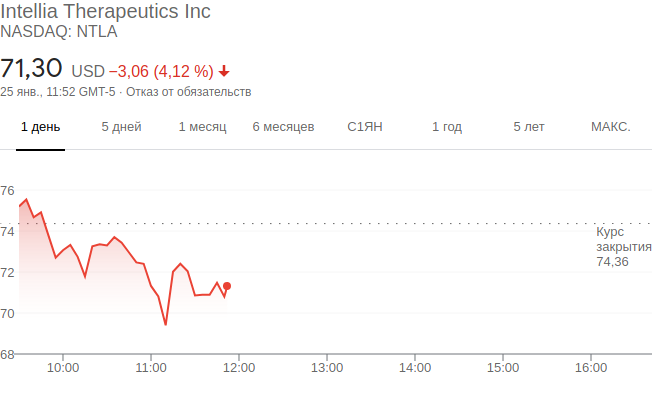 Intellia Therapeutics Inc
NASDAQ: NTLA
71,30 USD −3,06 (4,12 %)
25 янв., 11:52 GMT-5 · Отказ от обязательств
1 день 5 дней 1 месяц 6 месяцев С1ЯН 1 год 5 лет МАКС.
76
74
Курс
закрытия
74,36
72
70
68
10:00 11:00 12:00 13:00 14:00 15:00 16:00